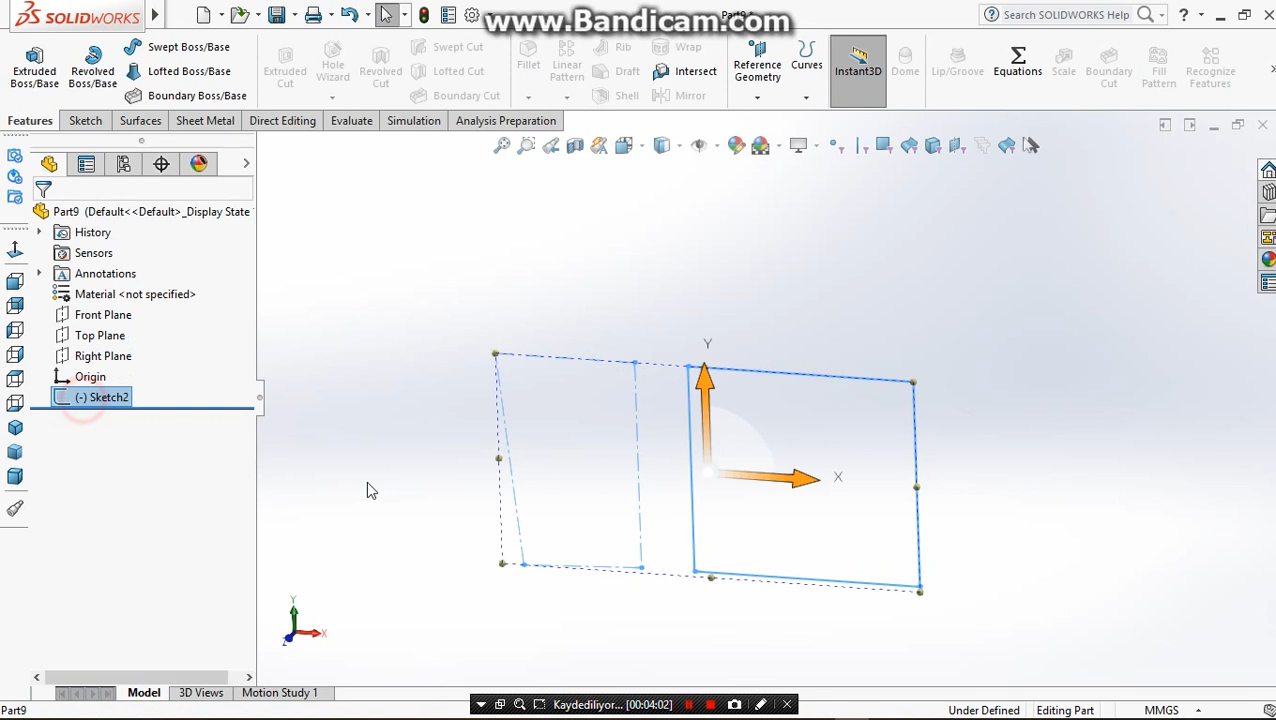 SOLIDWORKS
www.Bandicam.com
Search SOLIDWORKS Help
?
Extruded Boss/Base
Revolved Boss/Base
Swept Boss/Base
Lofted Boss/Base
Boundary Boss/Base
Extruded Cut
Hole Wizard
Revolved Cut
Swept Cut
Lofted Cut
Boundary Cut
Fillet
Linear Pattern
Rib
Draft
Shell
Wrap
Intersect
Mirror
Reference Geometry
Curves
Instant3D
Dome
Lip/Groove
Equations
Scale
Boundary Cut
Fill Pattern
Recognize Features
Features
Sketch
Surfaces
Sheet Metal
Direct Editing
Evaluate
Simulation
Analysis Preparation
Part9 (Default<<Default>_Display State
History
Sensors
Annotations
Material <not specified>
Front Plane
Top Plane
Right Plane
Origin
(-) Sketch2
Y
X
Y
X
Z
Model
3D Views
Motion Study 1
Kaydediliyor... [00:04:02]
Part9
Under Defined
Editing Part
MMGS